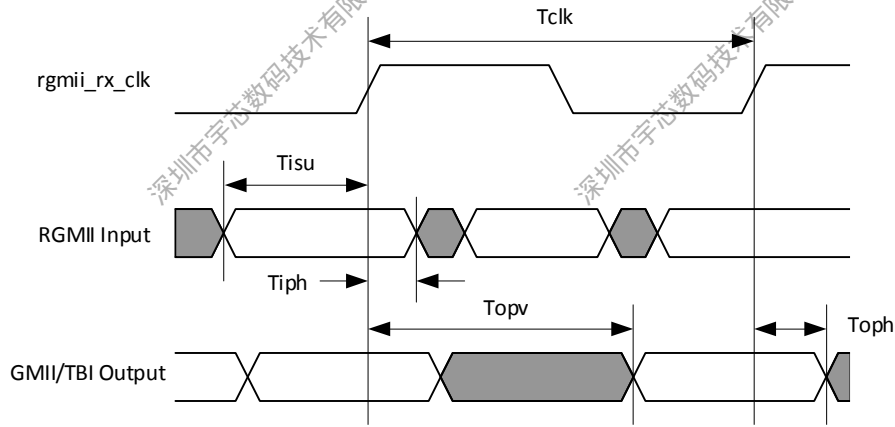 Tclk
rgmii_rx_clk
Tisu
RGMII Input
Tiph
Topv
Toph
GMII/TBI Output
深圳市宇芯数码技术有限
深圳市宇芯数码技术有限